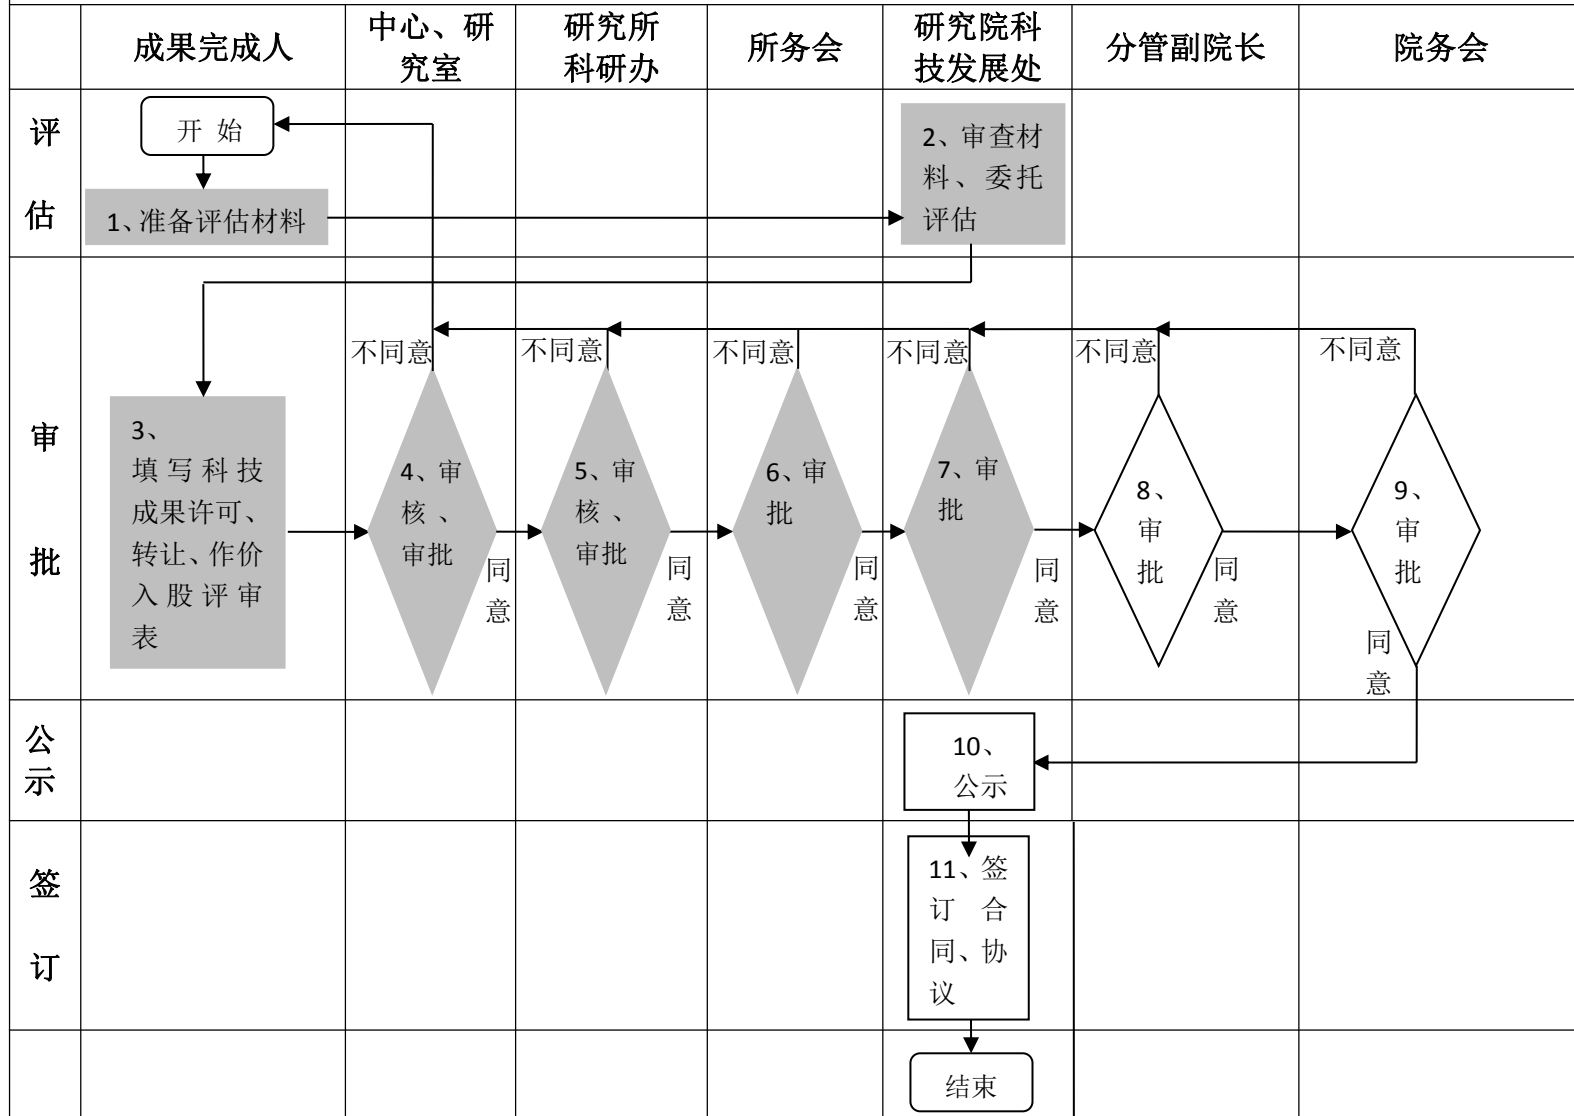 成果完成人
中心、研
究室
研究所
科研办
所务会
研究院科
技发展处
分管副院长
院务会
评
估
开 始
1、准备评估材料
2、审查材
料、委托
评估
审
批
不同意
不同意
不同意
不同意
不同意
不同意
3、
填写科技
成果许可、
转让、作价
入股评审
表
4、审
核、
审批
同
意
5、审
核、
审批
同
意
6、审
批
同
意
7、审
批
同
意
8、
审
批
同
意
9、
审
批
同
意
公
示
10、
公示
签
订
11、签
订 合
同、协
议
结束